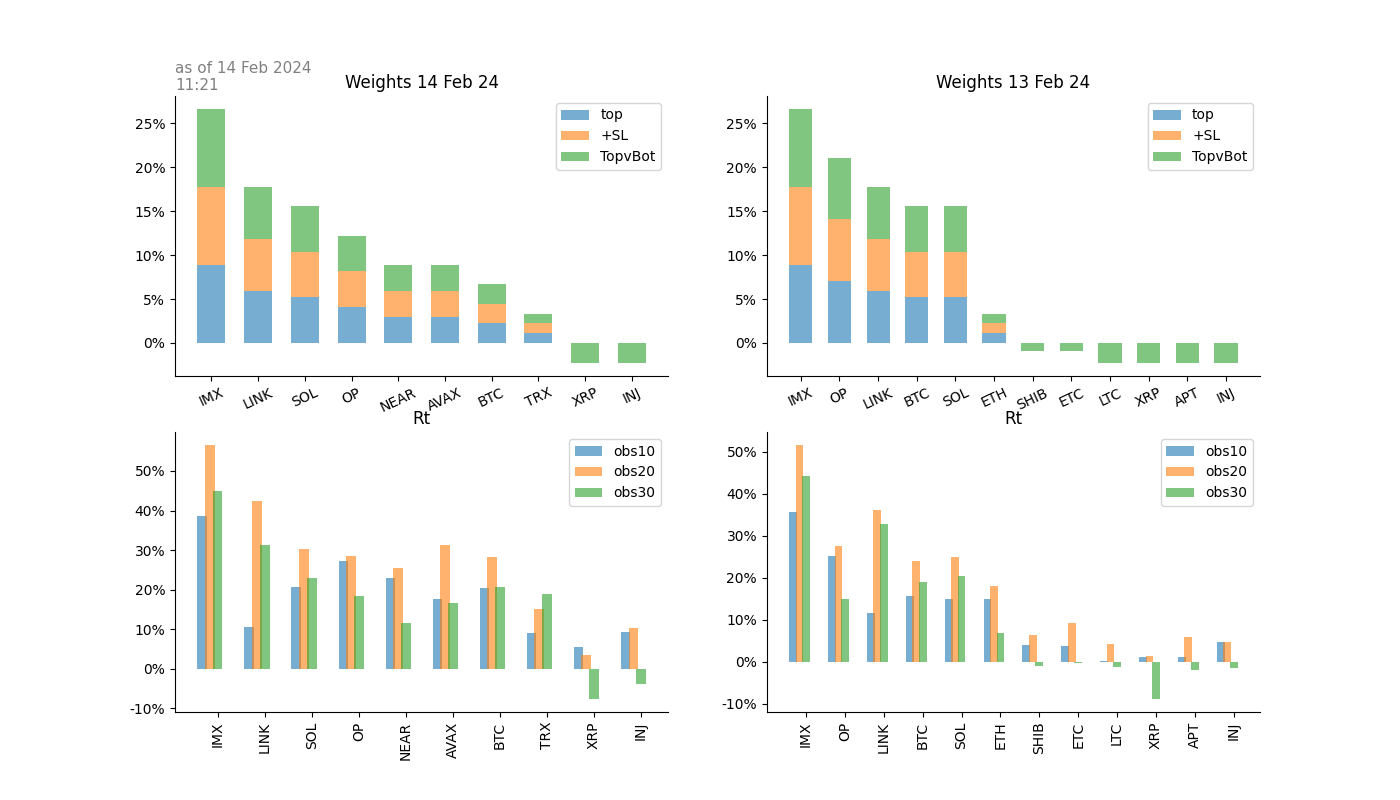 as of 14 Feb 2024
11:21
Weights 14 Feb 24
25%
20%
15%
10%
5%
0%
top
+SL
TopvBot
IMX LINK SOL OP NEAR AVAX BTC TRX XRP INJ
Weights 13 Feb 24
25%
20%
15%
10%
5%
0%
top
+SL
TopvBot
IMX OP LINK BTC SOL ETH SHIB ETC LTC XRP APT INJ
Rt
50%
40%
30%
20%
10%
0%
-10%
obs10
obs20
obs30
IMX LINK SOL OP NEAR AVAX BTC TRX XRP INJ
Rt
50%
40%
30%
20%
10%
0%
-10%
obs10
obs20
obs30
IMX OP LINK BTC SOL ETH SHIB ETC LTC XRP APT INJ